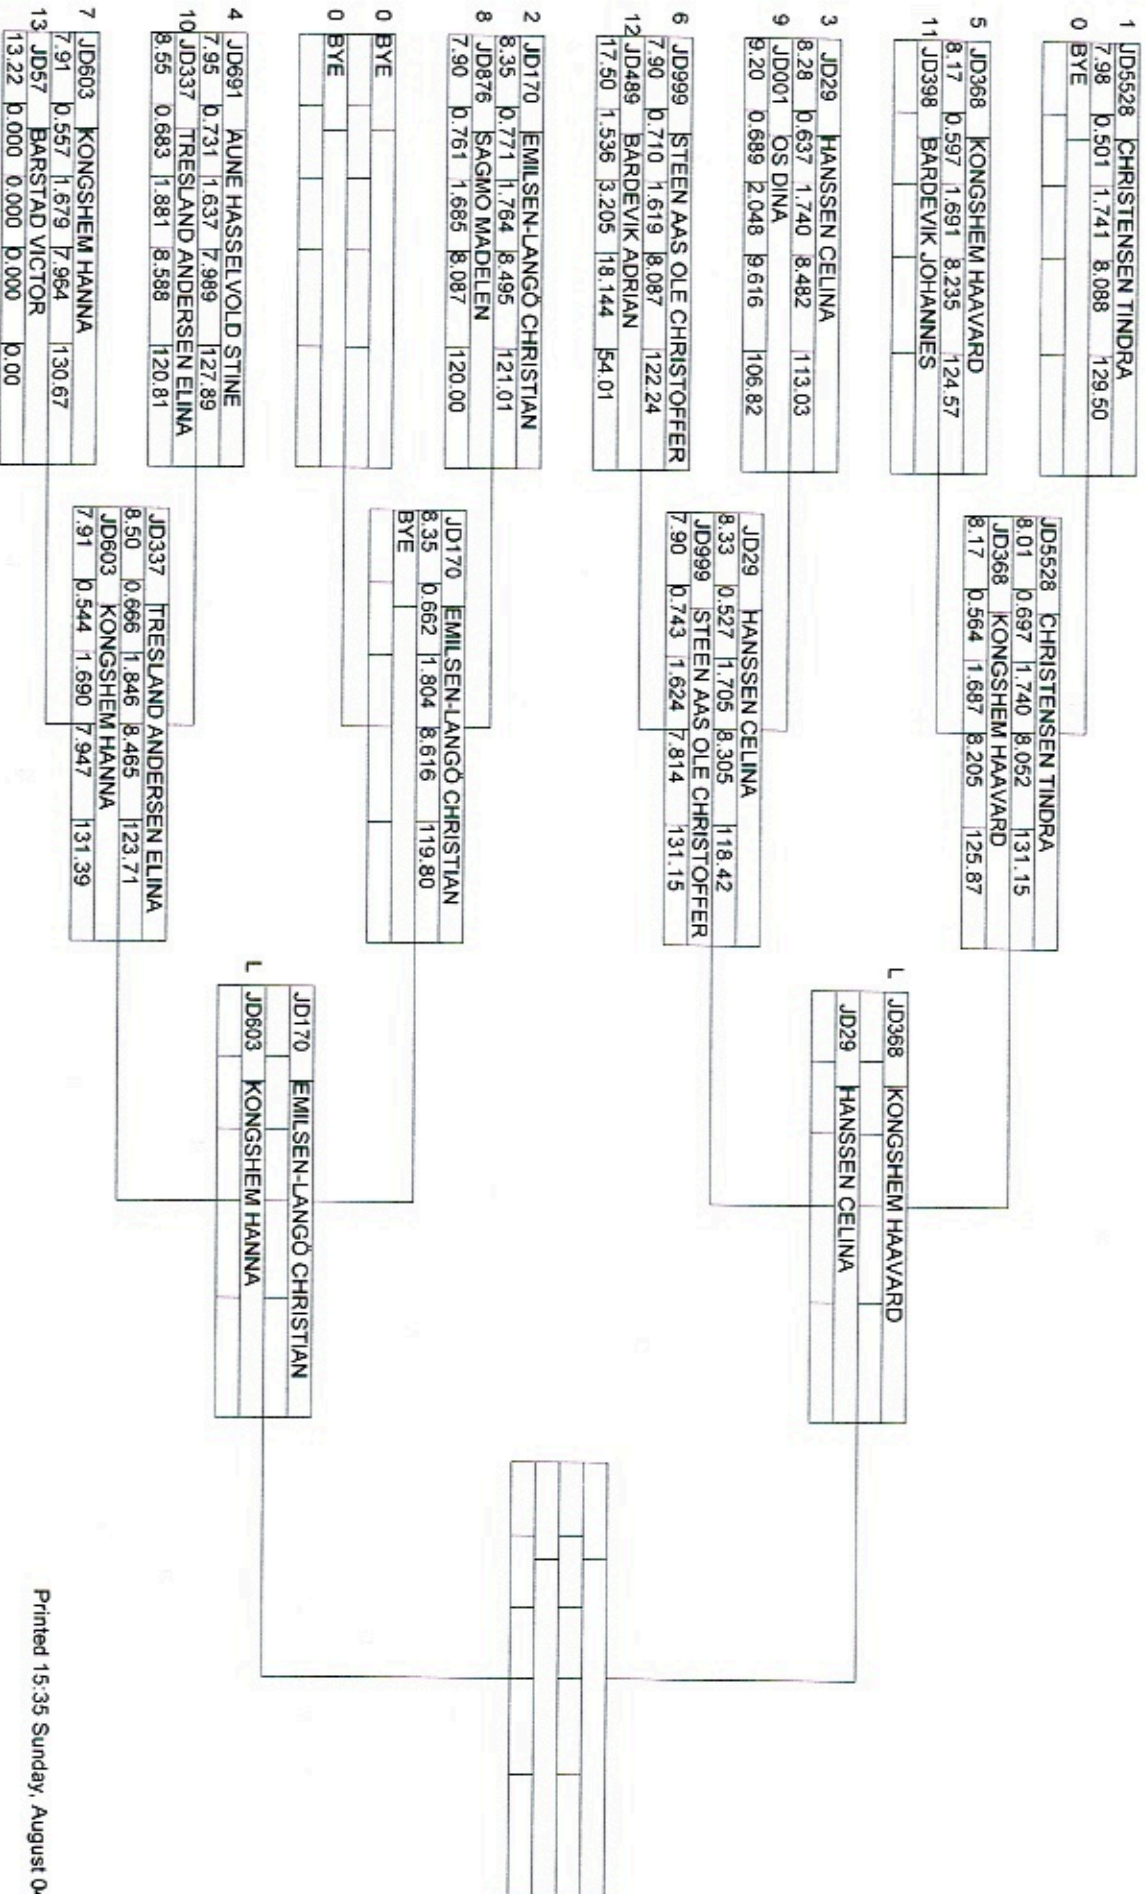 1 JD5528 CHRISTENSEN TINDRA
7.98 0.501 1.741 8.088 129.50
0 BYE
5 JD368 KONGSHEM HAAVARD
8.17 0.597 1.691 8.235 124.57
11 JD398 BARDEVIK JOHANNES
3 JD29 HANSSEN CELINA
8.28 0.637 1.740 8.482 113.03
9 JD001 OS DINA
9.20 0.689 2.048 9.616 106.82
6 JD999 STEEN AAS OLE CHRISTOFFER
7.90 0.710 1.619 8.087 122.24
12 JD489 BARDEVIK ADRIAN
17.50 1.536 3.205 18.144 54.01
2 JD170 EMILSEN-LANGÖ CHRISTIAN
8.35 0.771 1.764 8.495 121.01
8 JD876 SAGMO MADELEN
7.90 0.761 1.685 8.087 120.00
0 BYE
0 BYE
4 JD691 AUNE HASSELVOLD STINE
7.95 0.731 1.637 7.989 127.89
10 JD337 TRESLAND ANDERSEN ELINA
8.55 0.683 1.881 8.588 120.81
7 JD603 KONGSHEM HANNA
7.91 0.557 1.679 7.964 130.67
13 JD57 BARSTAD VICTOR
13.22 0.000 0.000 0.000 0.00
JD5528 CHRISTENSEN TINDRA
8.01 0.697 1.740 8.052 131.15
JD368 KONGSHEM HAAVARD
8.17 0.564 1.687 8.205 125.87
JD29 HANSSEN CELINA
8.33 0.527 1.705 8.305 118.42
JD999 STEEN AAS OLE CHRISTOFFER
7.90 0.743 1.624 7.814 131.15
JD170 EMILSEN-LANGÖ CHRISTIAN
8.35 0.662 1.804 8.616 119.80
BYE
JD337 TRESLAND ANDERSEN ELINA
8.50 0.666 1.846 8.465 123.71
JD603 KONGSHEM HANNA
7.91 0.544 1.690 7.947 131.39
L JD368 KONGSHEM HAAVARD
JD29 HANSSEN CELINA
JD170 EMILSEN-LANGÖ CHRISTIAN
L JD603 KONGSHEM HANNA
Printed 15:35 Sunday, August